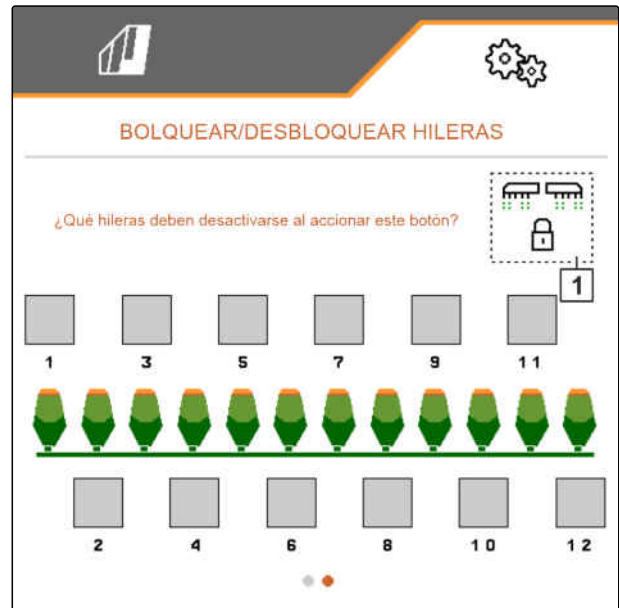 BOLQUEAR/DESBLOQUEAR HILERAS
¿Qué hileras deben desactivarse al accionar este botón?
1
1 3 5 7 9 11
2 4 6 8 10 12